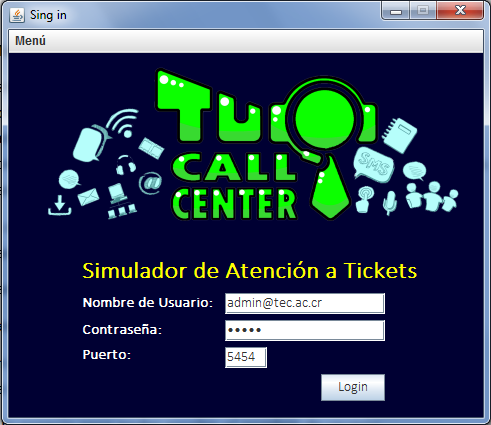 Sing in
Menú
Tu
CALL
CENTER
SMS
@
Simulador de Atención a Tickets
Nombre de Usuario: admin@tec.ac.cr
Contraseña: •••••
Puerto: 5454
Login